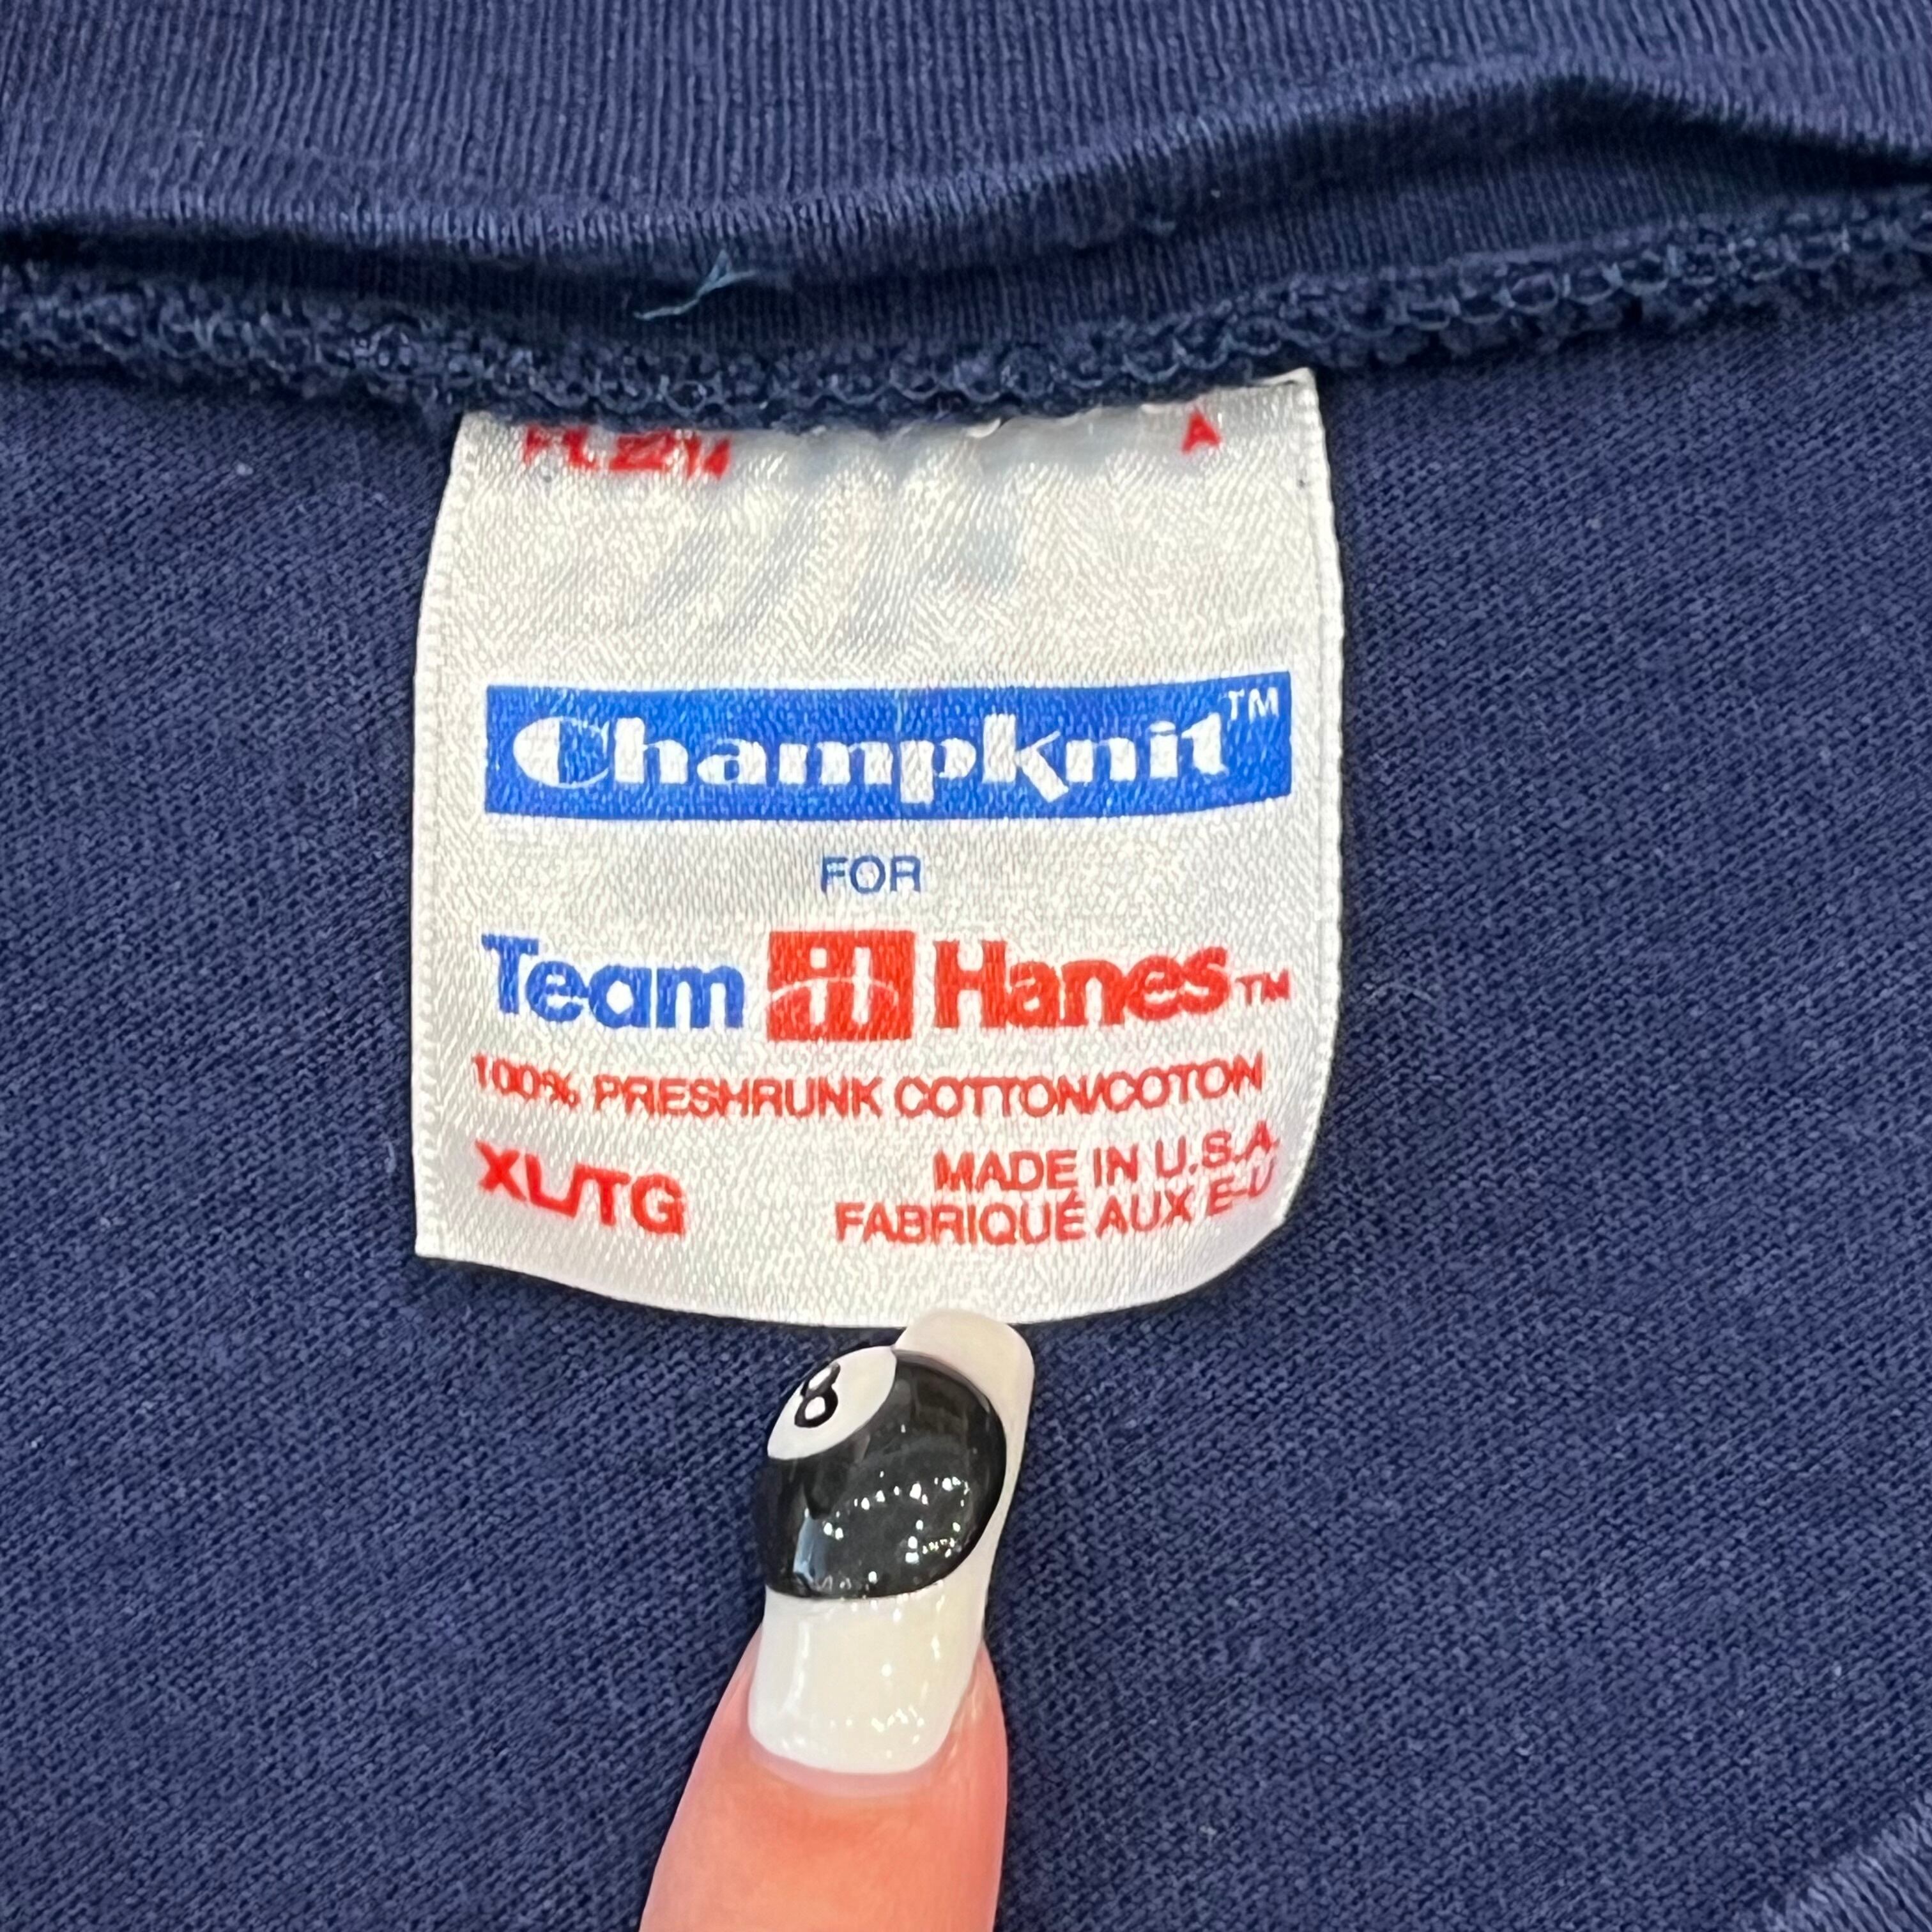 A
Champknit™
FOR
Team Hanes™
100% PRESHRUNK COTTON/COTON
XL/TG
MADE IN U.S.A.
FABRIQUÉ AUX E-U
8